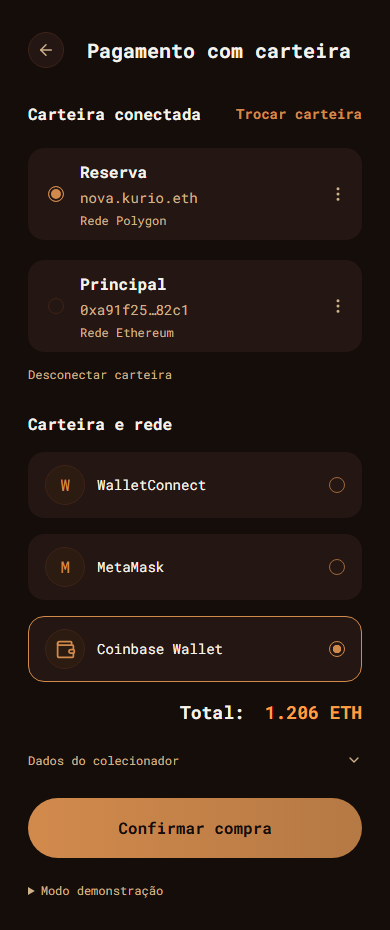 Pagamento com carteira
Carteira conectada
Trocar carteira
Reserva
nova.kurio.eth
Rede Polygon
Principal
0xa91f25…82c1
Rede Ethereum
Desconectar carteira
Carteira e rede
W WalletConnect
M MetaMask
Coinbase Wallet
Total: 1.206 ETH
Dados do colecionador
Confirmar compra
Modo demonstração